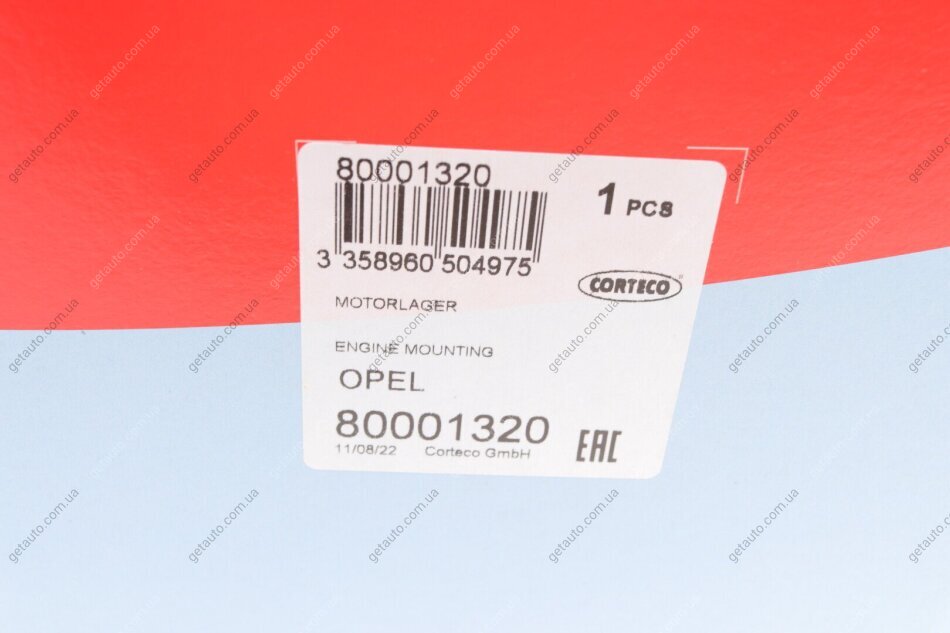 80001320
1 PCS
3 358960 504975
CORTECO
MOTORLAGER
ENGINE MOUNTING
OPEL
80001320
11/08/22 Corteco GmbH
EAC
getauto.com.ua